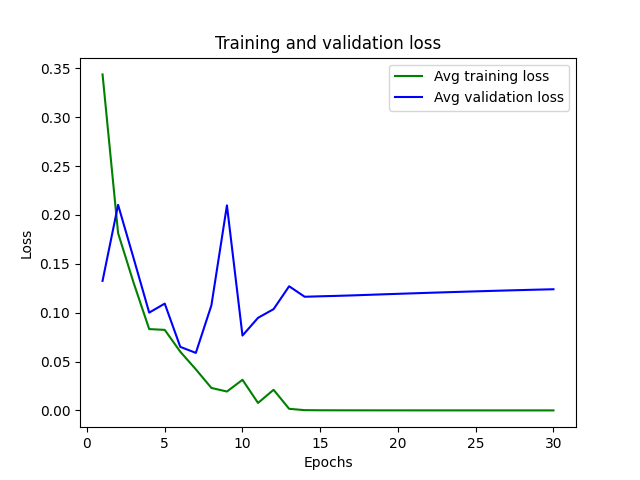 Training and validation loss
Avg training loss
Avg validation loss
0.35
0.30
0.25
0.20
0.15
0.10
0.05
0.00
Loss
0 5 10 15 20 25 30
Epochs